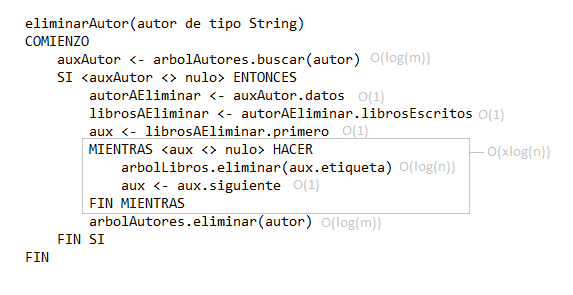 eliminarAutor(autor de tipo String)
COMIENZO
auxAutor <- arbolAutores.buscar(autor) O(log(m))
SI <auxAutor <> nulo> ENTONCES
autorAEliminar <- auxAutor.datos O(1)
librosAEliminar <- autorAEliminar.librosEscritos O(1)
aux <- librosAEliminar.primero O(1)
MIENTRAS <aux <> nulo> HACER O(xlog(n))
arbolLibros.eliminar(aux.etiqueta) O(log(n))
aux <- aux.siguiente O(1)
FIN MIENTRAS
arbolAutores.eliminar(autor) O(log(m))
FIN SI
FIN